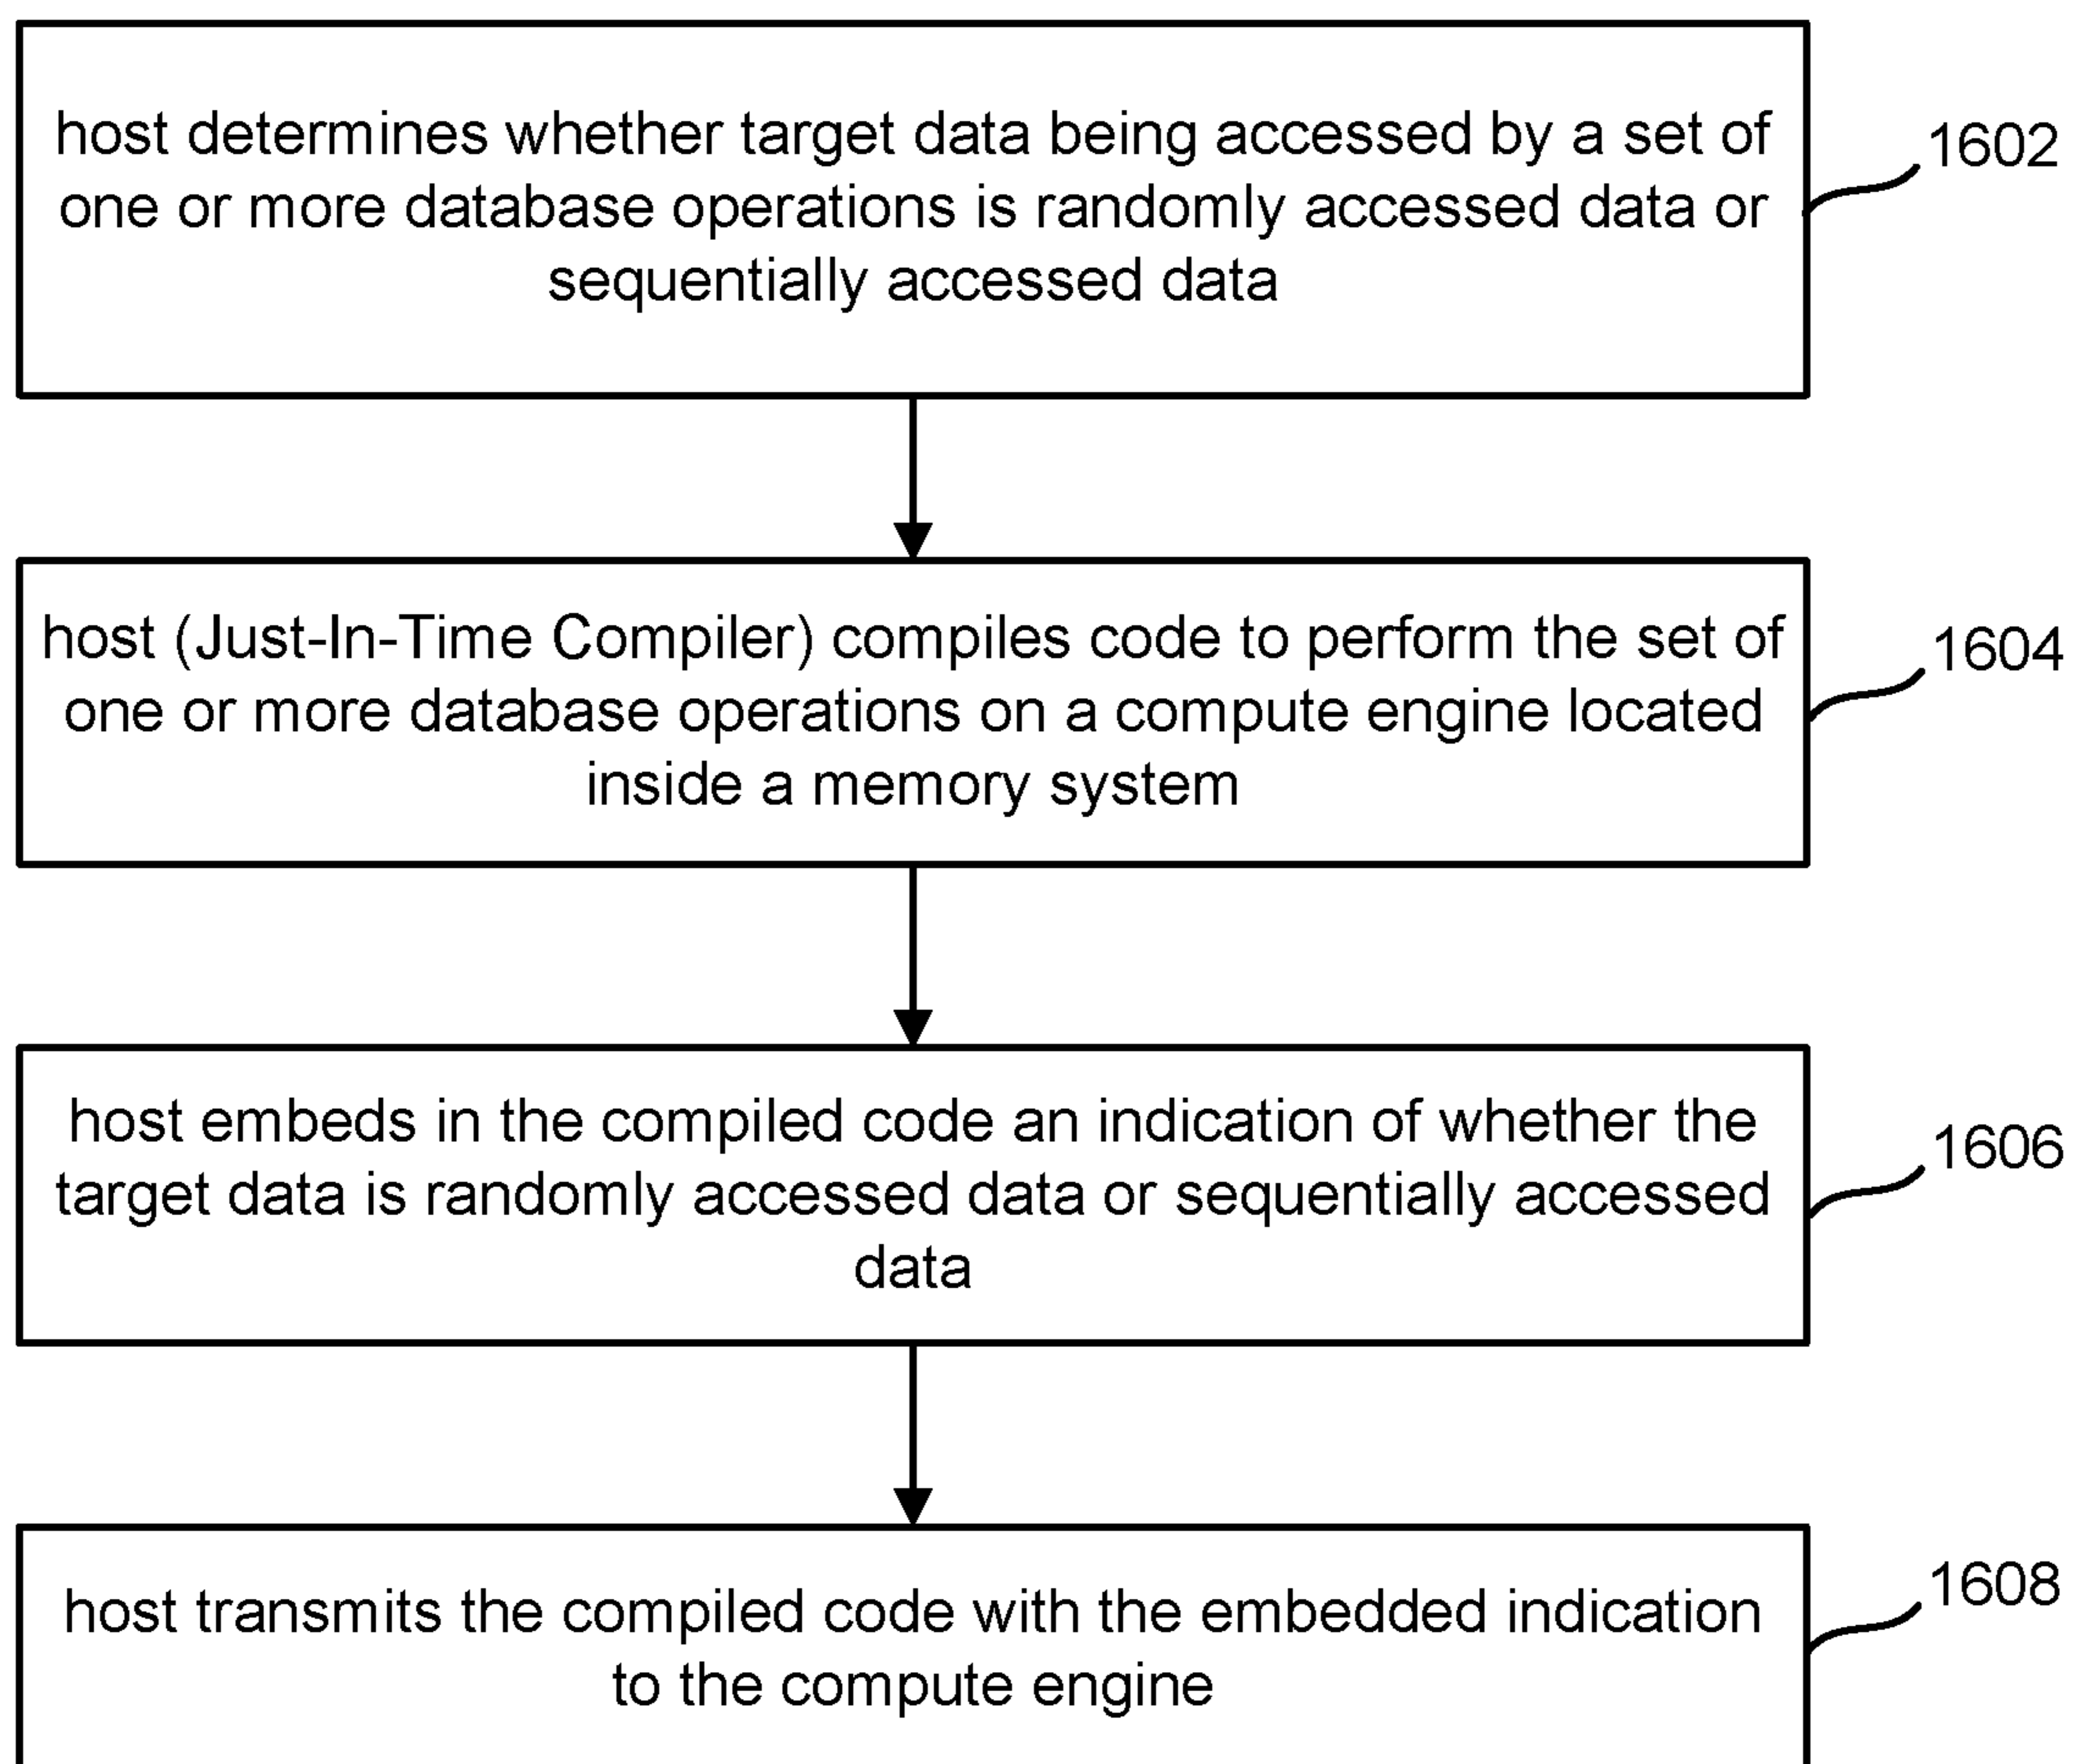 host determines whether target data being accessed by a set of
one or more database operations is randomly accessed data or
sequentially accessed data
1602
host (Just-In-Time Compiler) compiles code to perform the set of
one or more database operations on a compute engine located
inside a memory system
1604
host embeds in the compiled code an indication of whether the
target data is randomly accessed data or sequentially accessed
data
1606
host transmits the compiled code with the embedded indication
to the compute engine
1608